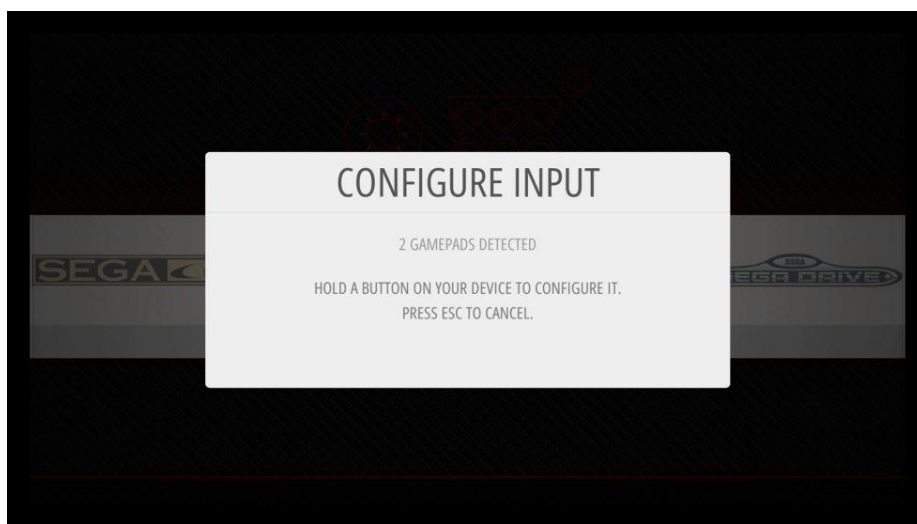 CONFIGURE INPUT
2 GAMEPADS DETECTED
HOLD A BUTTON ON YOUR DEVICE TO CONFIGURE IT.
PRESS ESC TO CANCEL.
SEGA
SEGA
MEGA DRIVE